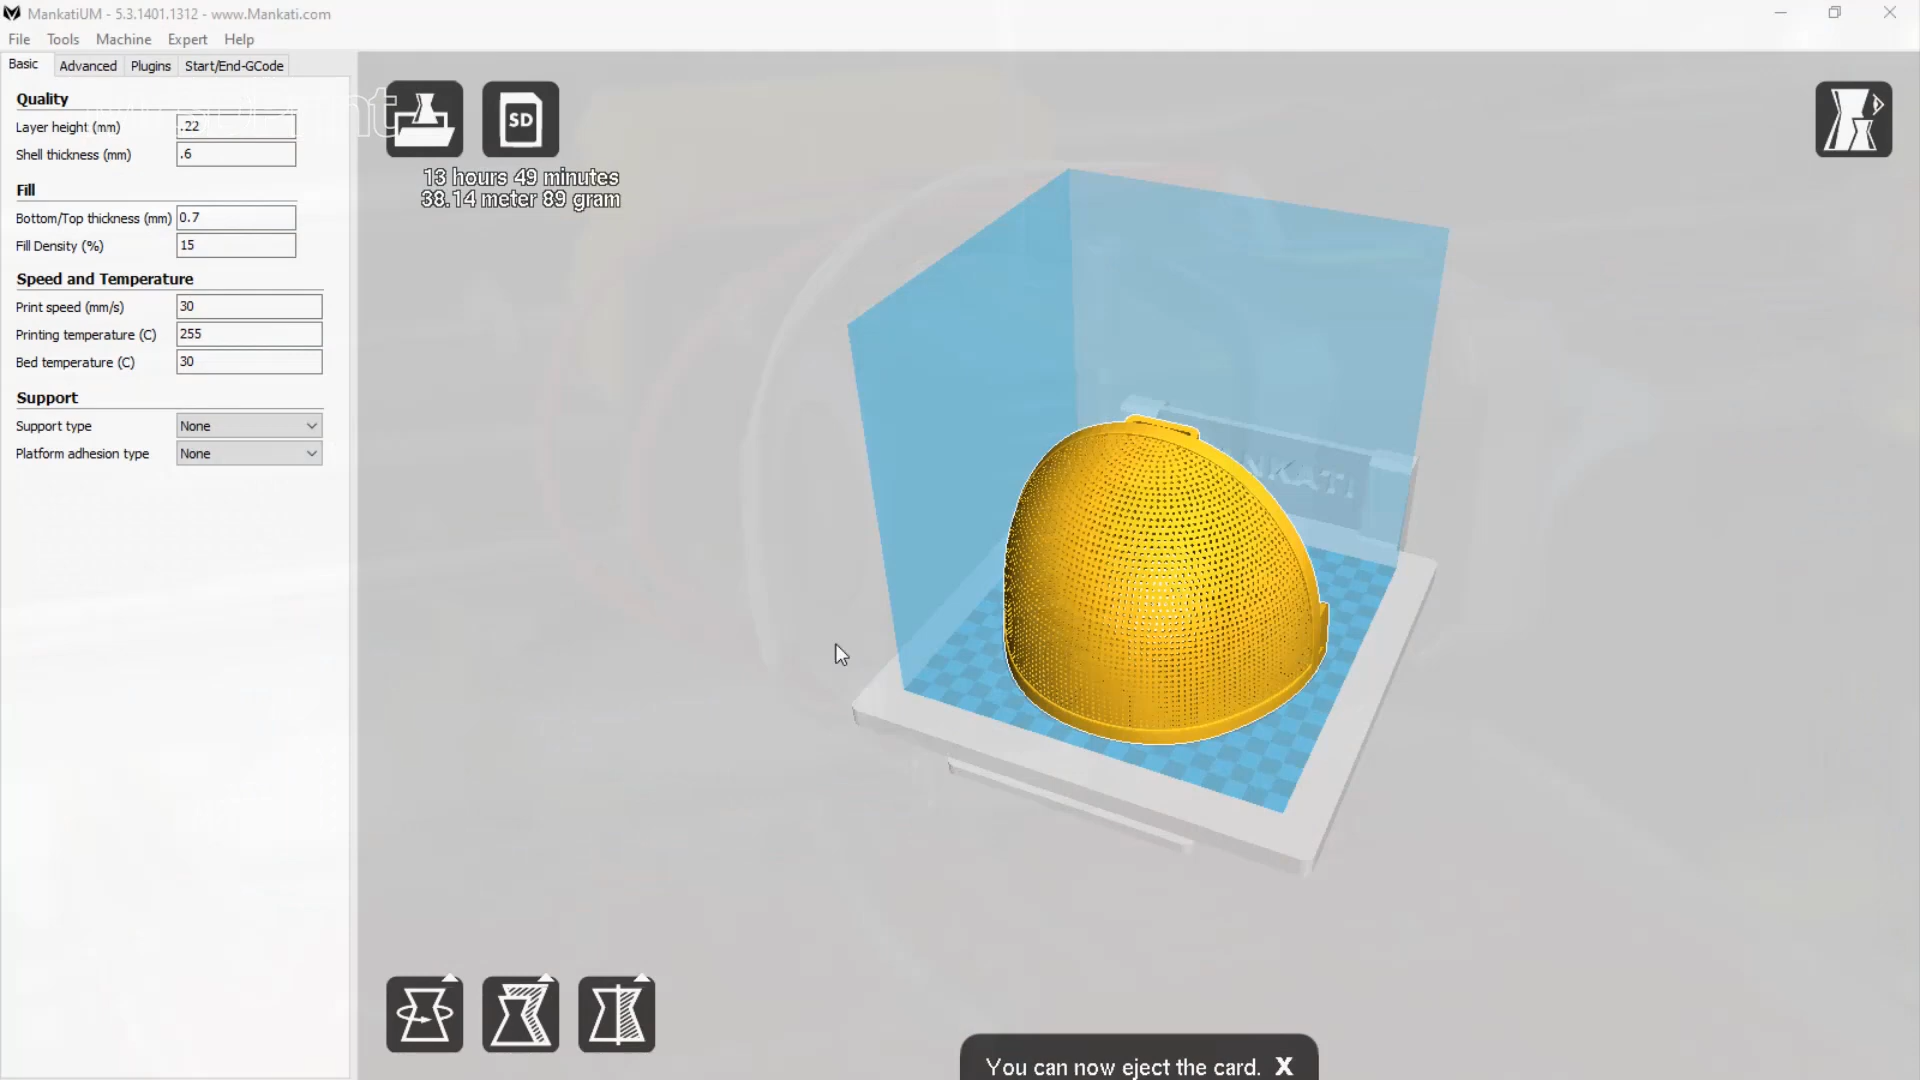 MankatiUM - 5.3.1401.1312 - www.Mankati.com
File Tools Machine Expert Help
Basic Advanced Plugins Start/End-GCode
Quality
Layer height (mm) .22
Shell thickness (mm) .6
Fill
Bottom/Top thickness (mm) 0.7
Fill Density (%) 15
Speed and Temperature
Print speed (mm/s) 30
Printing temperature (C) 255
Bed temperature (C) 30
Support
Support type None
Platform adhesion type None
SD
13 hours 49 minutes
38.14 meter 89 gram
You can now eject the card. X